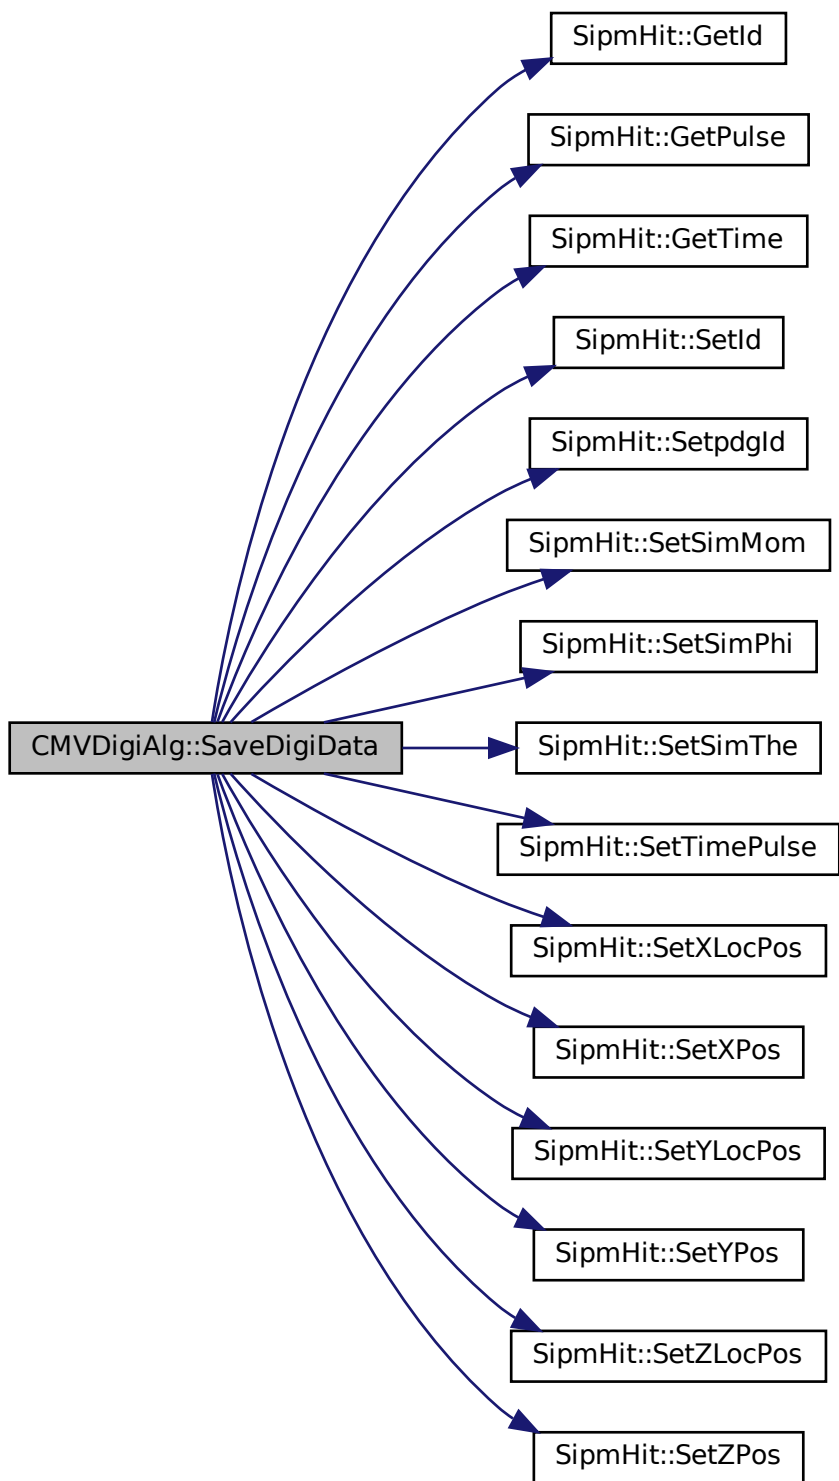 SipmHit::GetId
SipmHit::GetPulse
SipmHit::GetTime
SipmHit::SetId
SipmHit::SetpdgId
SipmHit::SetSimMom
SipmHit::SetSimPhi
CMVDigiAlg::SaveDigiData
SipmHit::SetSimThe
SipmHit::SetTimePulse
SipmHit::SetXLocPos
SipmHit::SetXPos
SipmHit::SetYLocPos
SipmHit::SetYPos
SipmHit::SetZLocPos
SipmHit::SetZPos